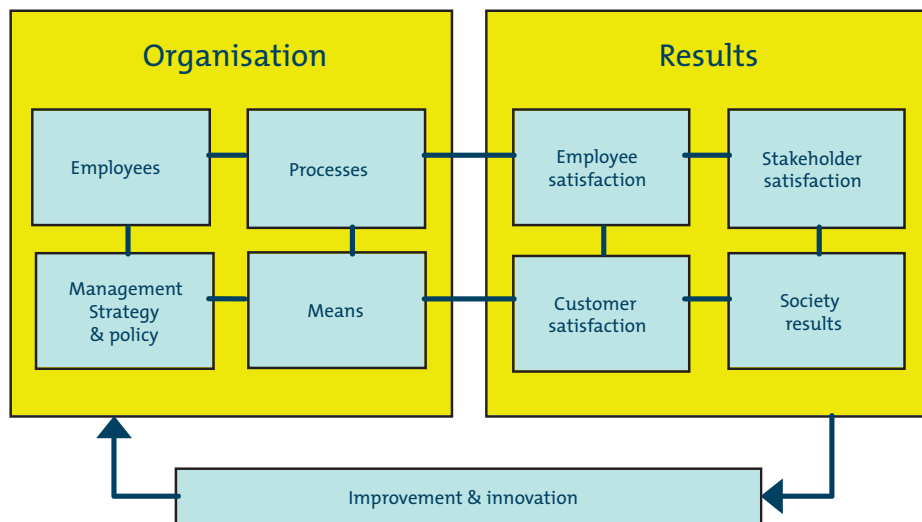 Organisation
Results
Employees
Processes
Employee
satisfaction
Stakeholder
satisfaction
Management
Strategy
& policy
Means
Customer
satisfaction
Society
results
Improvement & innovation